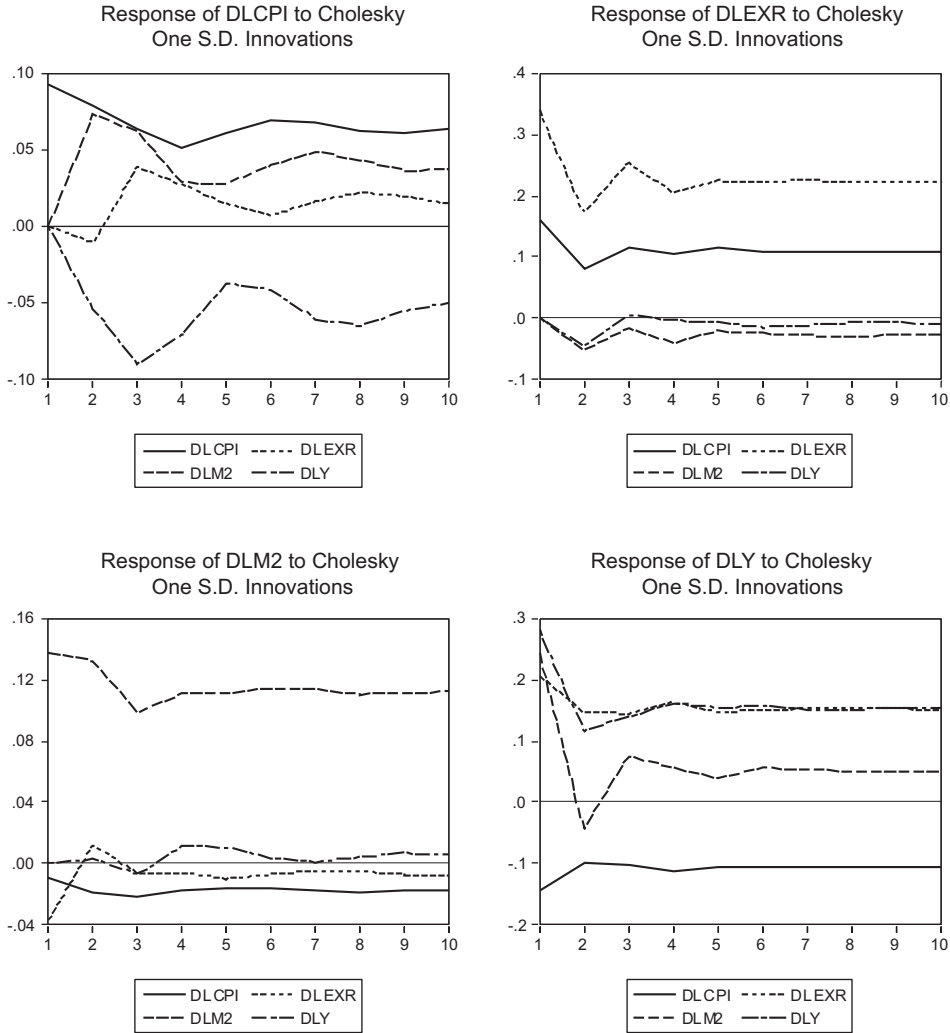 Response of DLCPI to Cholesky
One S.D. Innovations
.10
.05
.00
-.05
-.10
1 2 3 4 5 6 7 8 9 10
DLCPI DLEXR
DLM2 DLY
Response of DLEXR to Cholesky
One S.D. Innovations
.4
.3
.2
.1
.0
-.1
1 2 3 4 5 6 7 8 9 10
DLCPI DLEXR
DLM2 DLY
Response of DLM2 to Cholesky
One S.D. Innovations
.16
.12
.08
.04
.00
-.04
1 2 3 4 5 6 7 8 9 10
DLCPI DLEXR
DLM2 DLY
Response of DLY to Cholesky
One S.D. Innovations
.3
.2
.1
.0
-.1
-.2
1 2 3 4 5 6 7 8 9 10
DLCPI DLEXR
DLM2 DLY